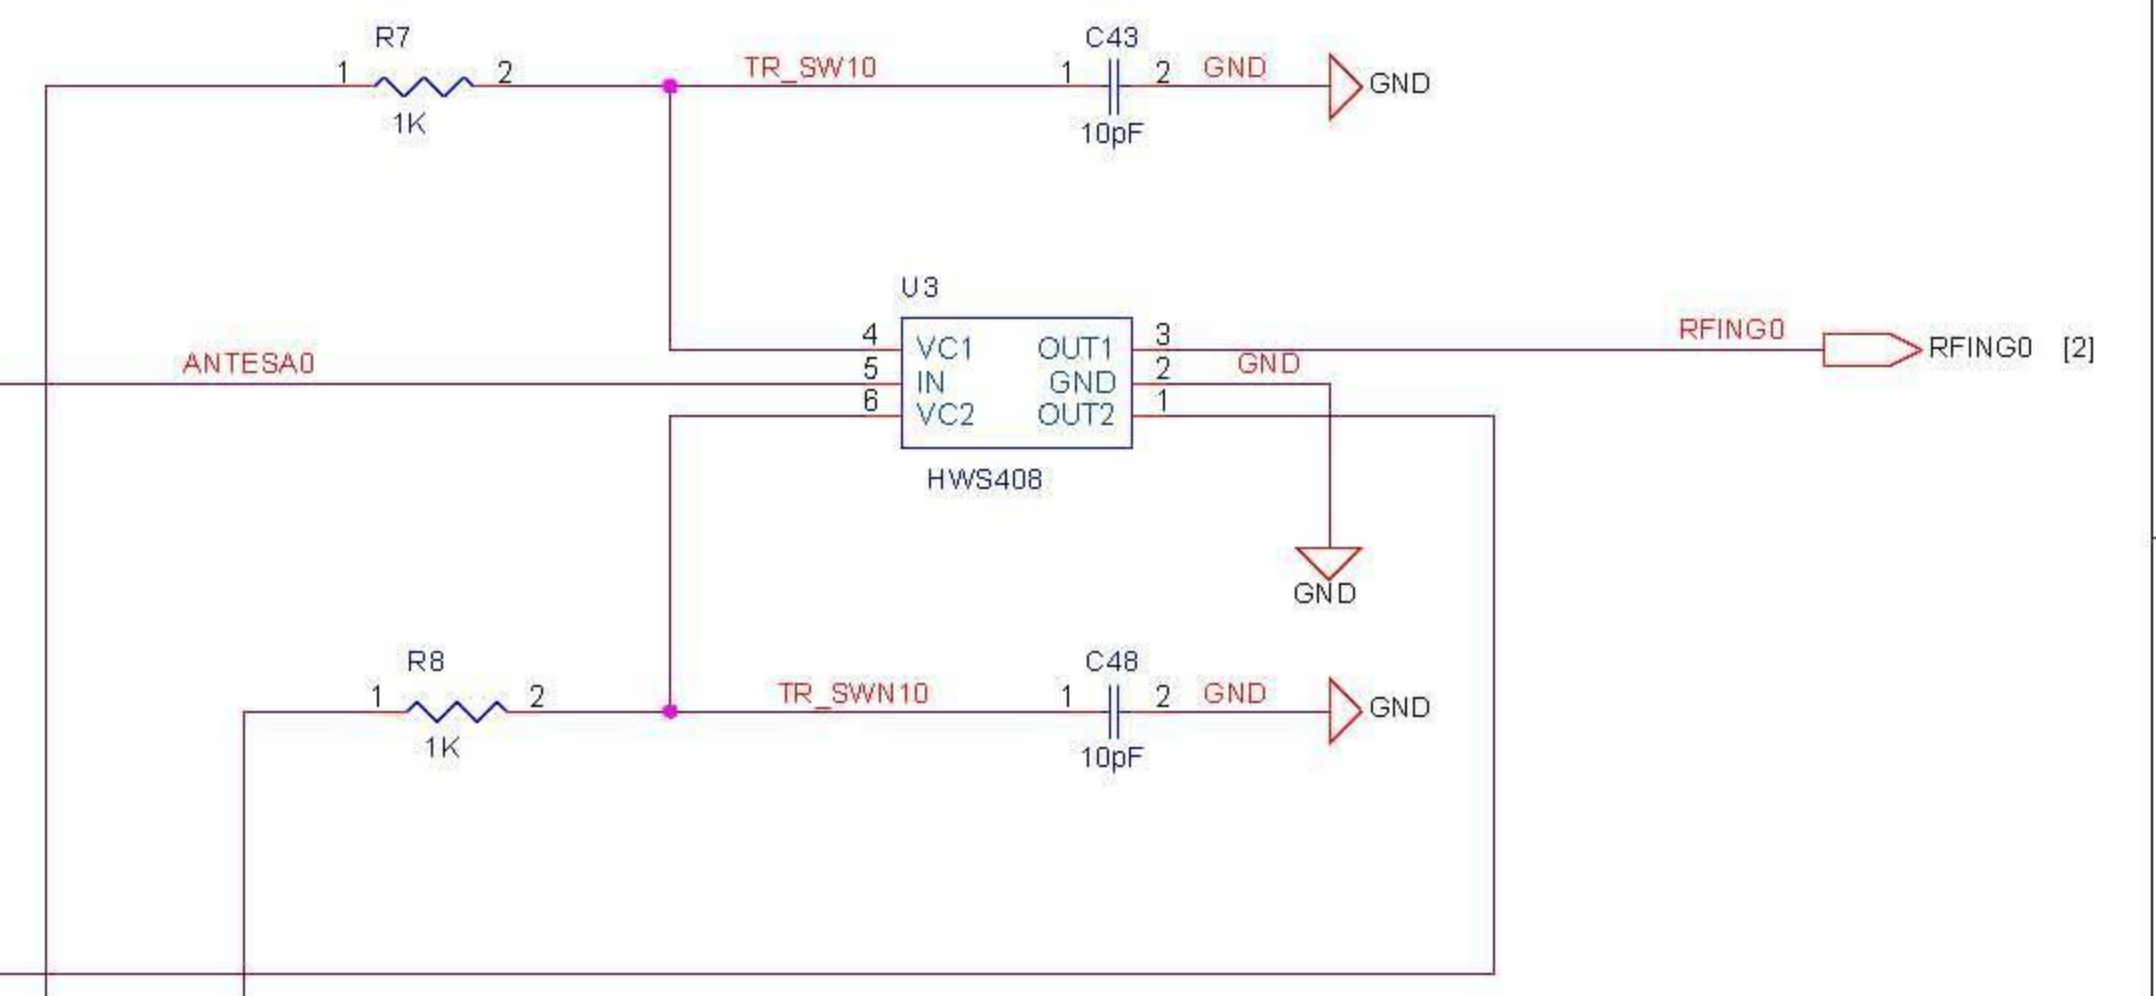 R7
1 2
1K
TR_SW10
C43
1 2
10pF
GND
GND
U3
ANTESA0
4 VC1 OUT1 3
5 IN GND 2
6 VC2 OUT2 1
HWS408
GND
RFING0
RFING0 [2]
GND
R8
1 2
1K
TR_SWN10
C48
1 2
10pF
GND
GND